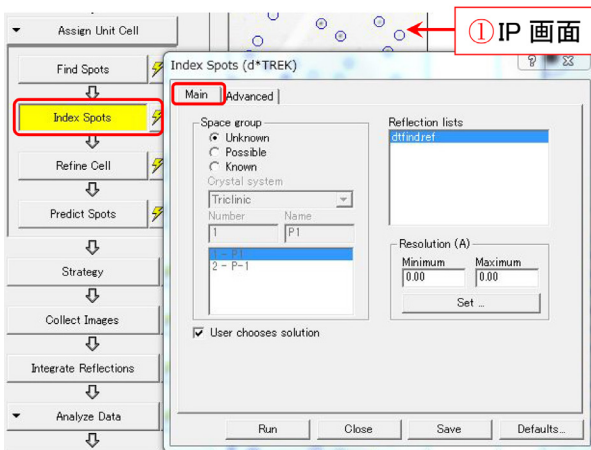 Assign Unit Cell
Find Spots
Index Spots
Refine Cell
Predict Spots
Strategy
Collect Images
Integrate Reflections
Analyze Data
①IP 画面
Index Spots (d*TREK)
Main
Advanced
Space group
Unknown
Possible
Known
Crystal system
Triclinic
Number Name
1 P1
1 - P1
2 - P-1
User chooses solution
Reflection lists
dtfind.ref
Resolution (A)
Minimum Maximum
0.00 0.00
Set ...
Run Close Save Defaults...